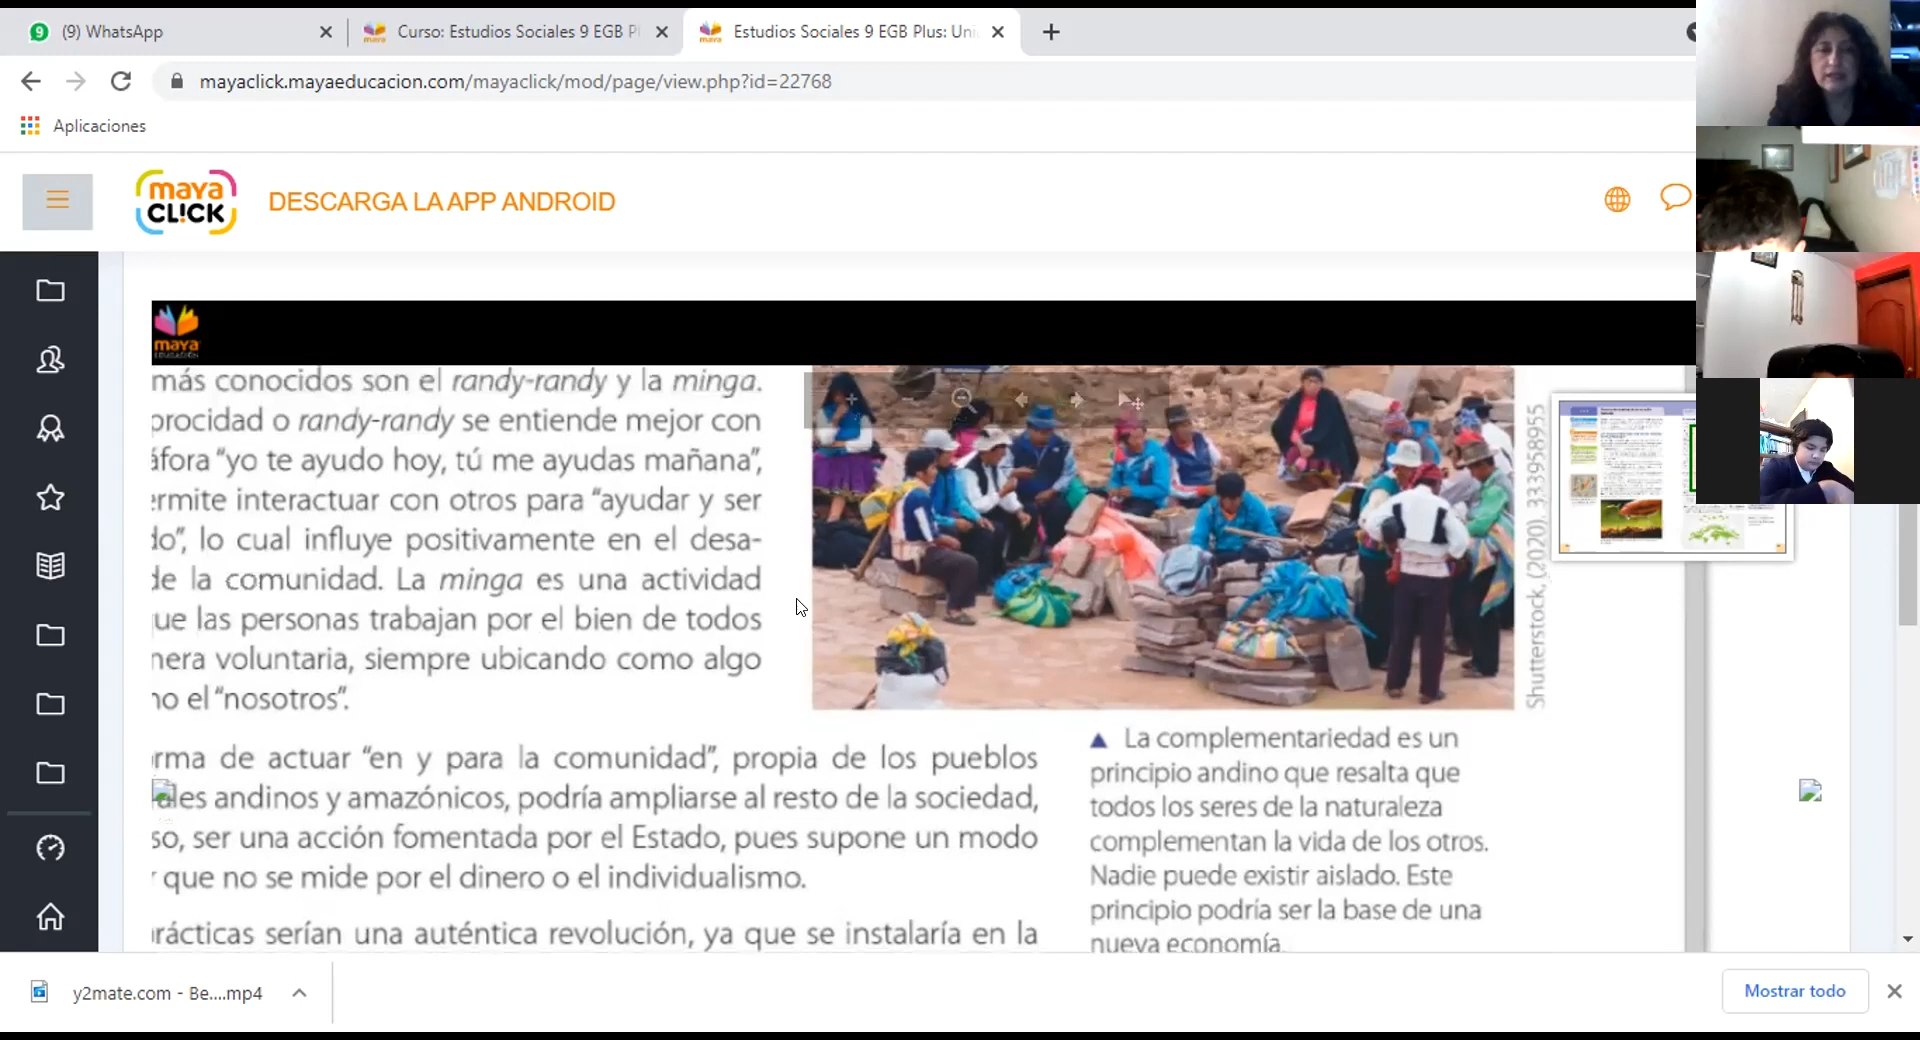 (9) WhatsApp
Curso: Estudios Sociales 9 EGB Pl
Estudios Sociales 9 EGB Plus: Uni
mayaclick.mayaeducacion.com/mayaclick/mod/page/view.php?id=22768
Aplicaciones
maya
CL!CK
DESCARGA LA APP ANDROID
maya
EDUCACIÓN
más conocidos son el randy-randy y la minga.
procidad o randy-randy se entiende mejor con
áfora “yo te ayudo hoy, tú me ayudas mañana”,
ermite interactuar con otros para “ayudar y ser
do”, lo cual influye positivamente en el desa-
de la comunidad. La minga es una actividad
ue las personas trabajan por el bien de todos
nera voluntaria, siempre ubicando como algo
no el “nosotros”.
rma de actuar “en y para la comunidad”, propia de los pueblos
ales andinos y amazónicos, podría ampliarse al resto de la sociedad,
so, ser una acción fomentada por el Estado, pues supone un modo
r que no se mide por el dinero o el individualismo.
rácticas serían una auténtica revolución, ya que se instalaría en la
Shutterstock, (2020). 333958955
▲ La complementariedad es un
principio andino que resalta que
todos los seres de la naturaleza
complementan la vida de los otros.
Nadie puede existir aislado. Este
principio podría ser la base de una
nueva economía.
y2mate.com - Be....mp4
Mostrar todo